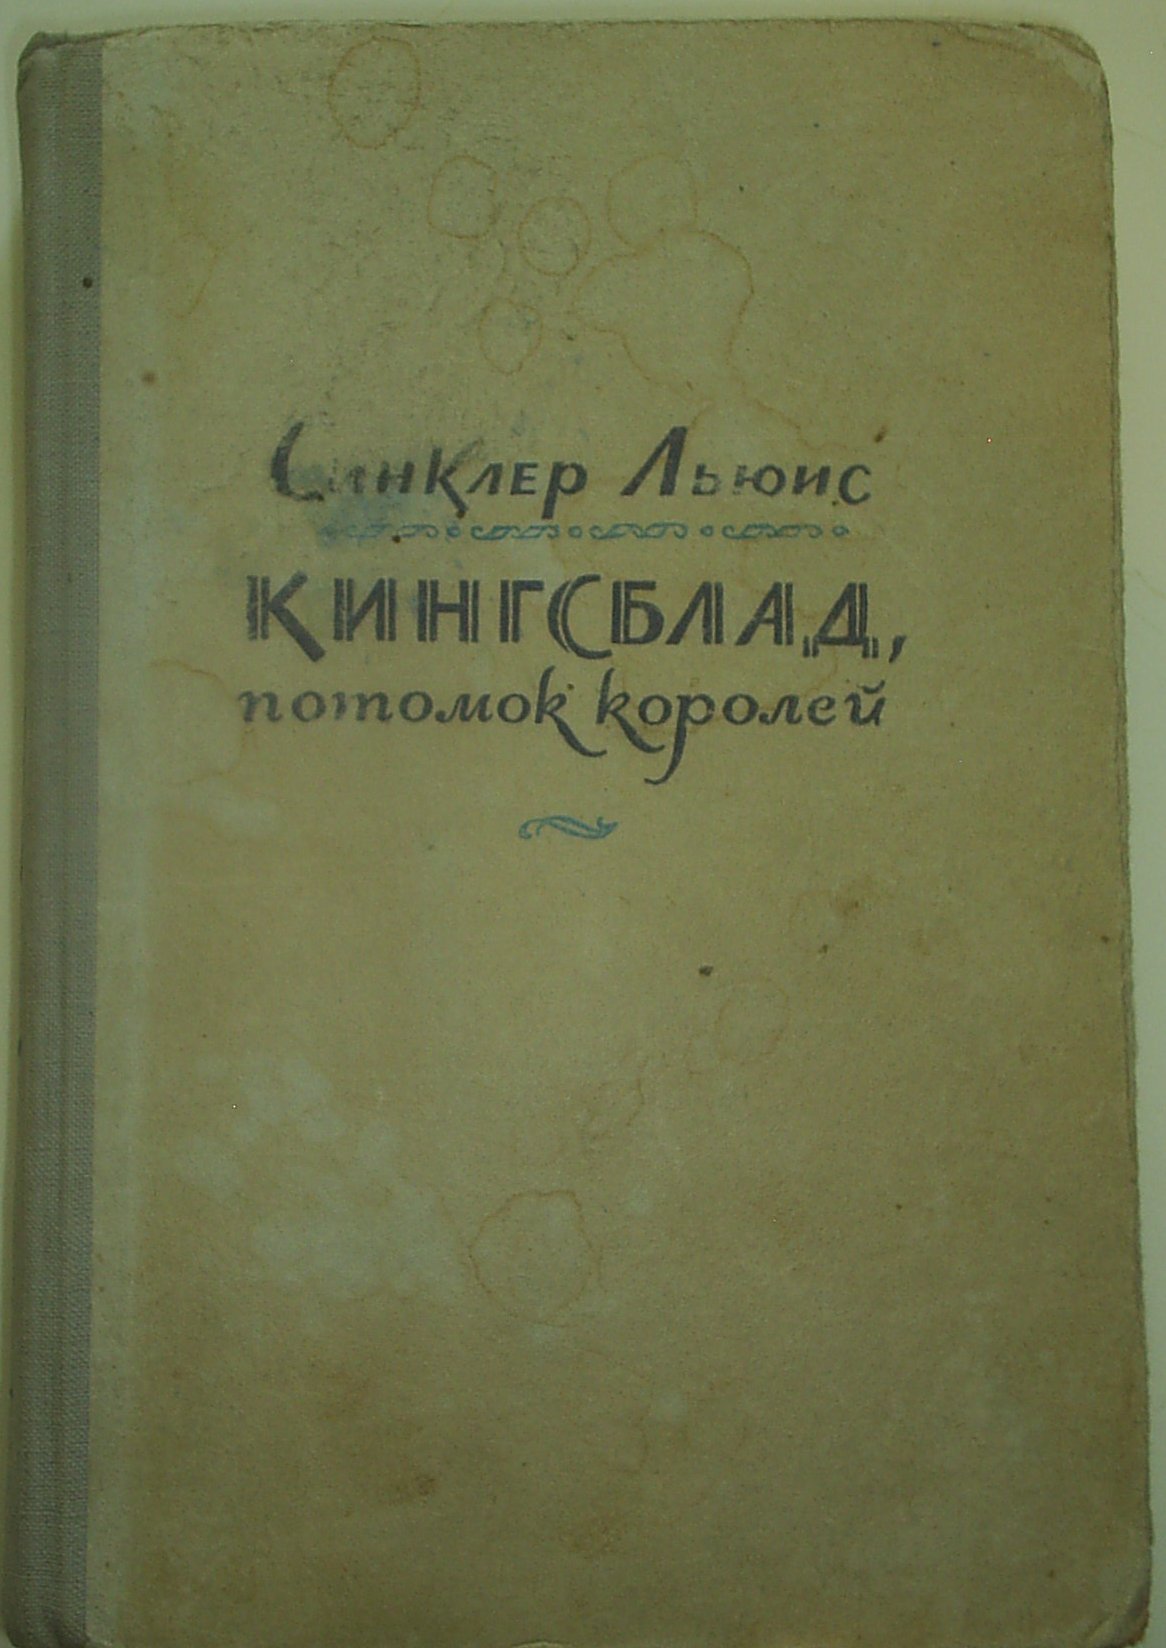 Синклер Льюис
КИНГСБЛАД,
потомок королей